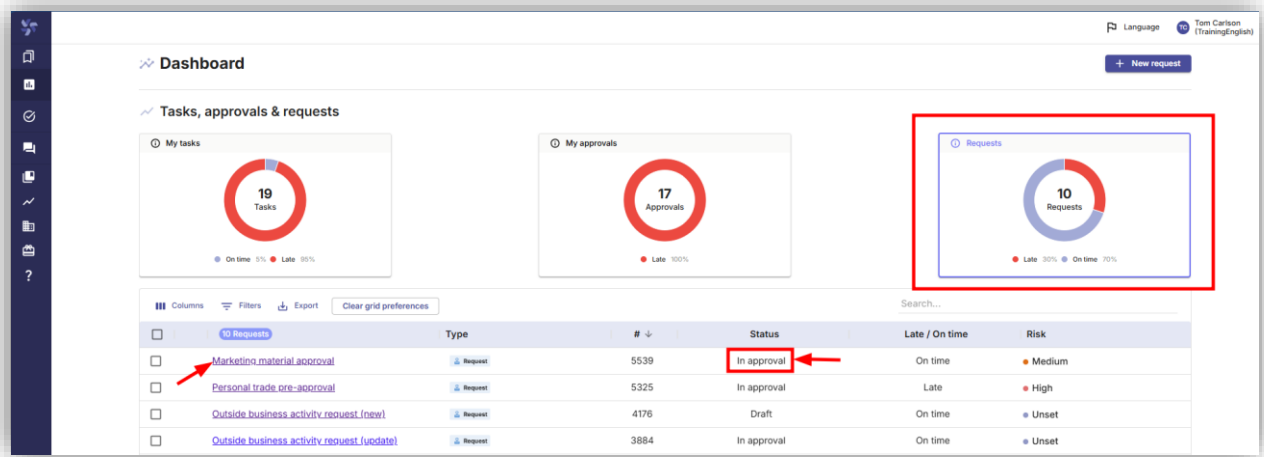 Language
TC
Tom Carlson
(TrainingEnglish)
Dashboard
+ New request
Tasks, approvals & requests
My tasks
19
Tasks
On time 5% Late 95%
My approvals
17
Approvals
Late 100%
Requests
10
Requests
Late 30% On time 70%
Columns Filters Export Clear grid preferences Search...
10 Requests Type # Status Late / On time Risk
Marketing material approval Request 5539 In approval On time Medium
Personal trade pre-approval Request 5325 In approval Late High
Outside business activity request (new) Request 4176 Draft On time Unset
Outside business activity request (update) Request 3884 In approval On time Unset
?